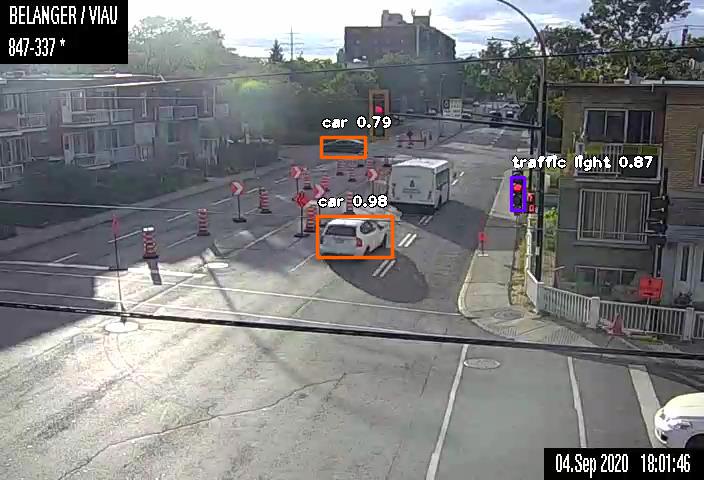 BELANGER / VIAU
847-337 *
car 0.79
traffic light 0.87
car 0.98
04.Sep 2020 18:01:46